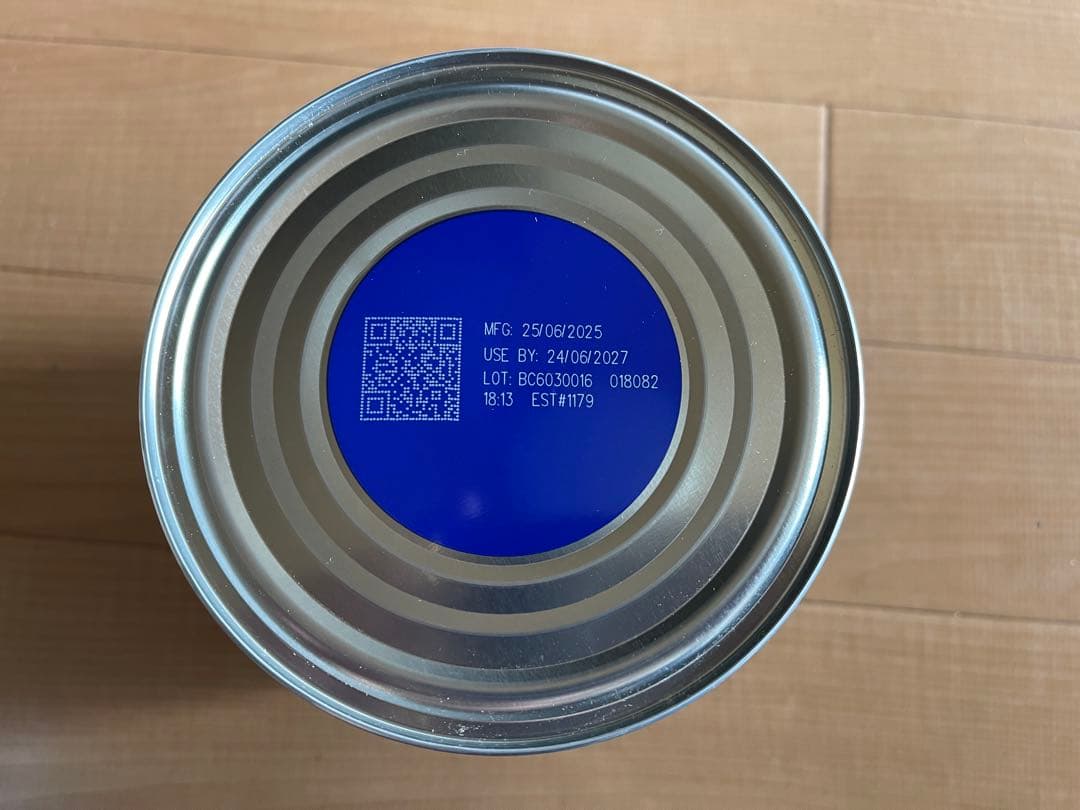 MFG: 25/06/2025
USE BY: 24/06/2027
LOT: BC6030016 018082
18:13 EST#1179